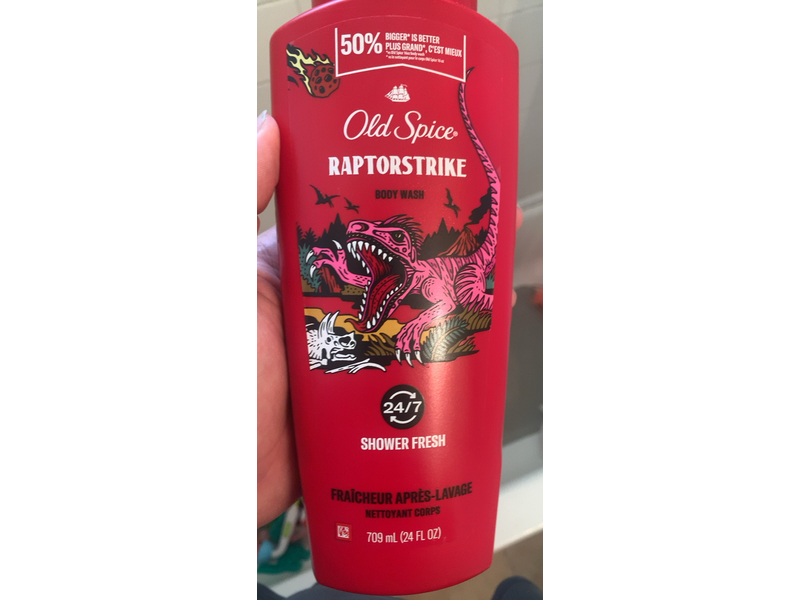 50% BIGGER* IS BETTER
PLUS GRAND*, C'EST MIEUX
Old Spice
RAPTORSTRIKE
BODY WASH
24/7
SHOWER FRESH
FRAÎCHEUR APRÈS-LAVAGE
NETTOYANT CORPS
709 mL (24 FL OZ)